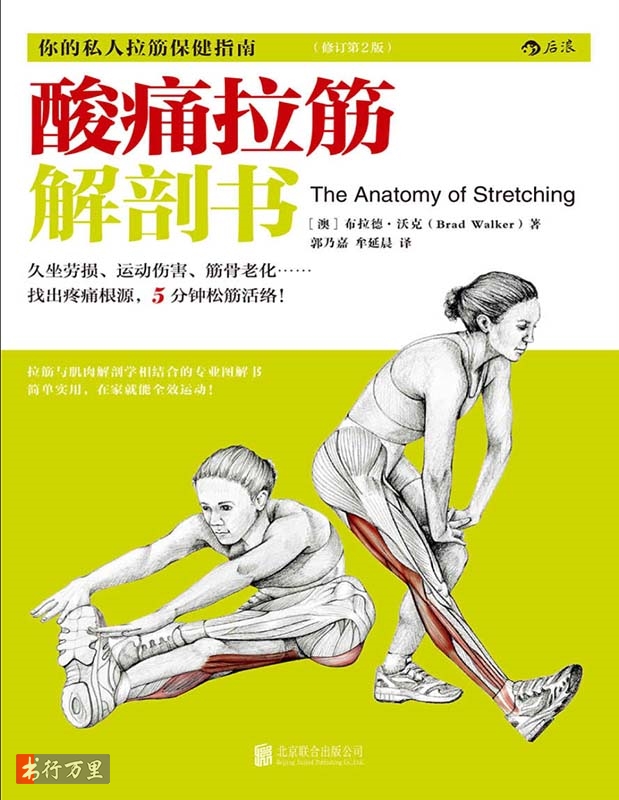 你的私人拉筋保健指南 (修订第2版) 后浪
酸痛拉筋
解剖书
The Anatomy of Stretching
[澳] 布拉德·沃克(Brad Walker)著
郭乃嘉 牟延晨 译
久坐劳损、运动伤害、筋骨老化……
找出疼痛根源，5分钟松筋活络！
拉筋与肌肉解剖学相结合的专业图解书
简单实用，在家就能全效运动！
北京联合出版公司
Beijing United Publishing Co.,Ltd.
书行万里